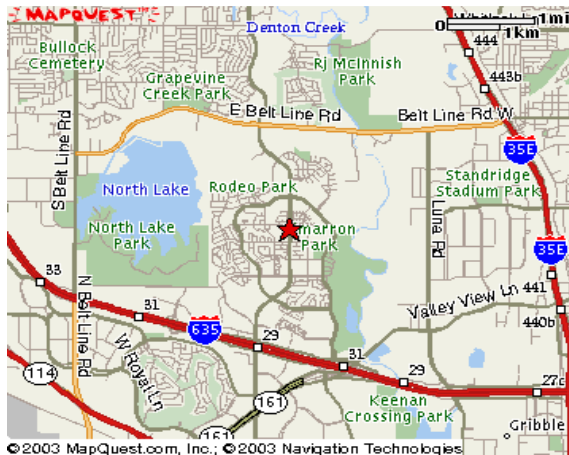 MAPQUEST
0 1mi
1km
Denton Creek
Bullock
Cemetery
444
Rj McInnish
Park
443b
Grapevine
Creek Park
E Belt Line Rd
Belt Line Rd W
35E
S Belt Line Rd
North Lake
Rodeo Park
Standridge
Stadium Park
Luna Rd
North Lake
Park
Park
35E
33
N Belt Line Rd
31
635
29
Valley View Ln
441
440b
W Royal Ln
114
31
29
161
Keenan
Crossing Park
161
Gribble
©2003 MapQuest.com, Inc.; ©2003 Navigation Technologies